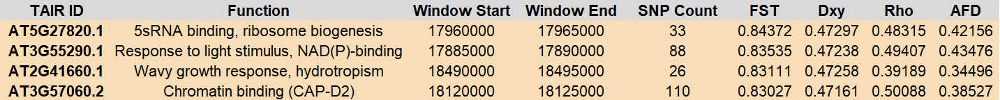 TAIR ID Function Window Start Window End SNP Count FST Dxy Rho AFD
AT5G27820.1 5sRNA binding, ribosome biogenesis 17960000 17965000 33 0.84372 0.47297 0.48315 0.42156
AT3G55290.1 Response to light stimulus, NAD(P)-binding 17885000 17890000 88 0.83535 0.47238 0.49407 0.43476
AT2G41660.1 Wavy growth response, hydrotropism 18490000 18495000 26 0.83111 0.47258 0.39189 0.34496
AT3G57060.2 Chromatin binding (CAP-D2) 18120000 18125000 110 0.83027 0.47161 0.50088 0.38527